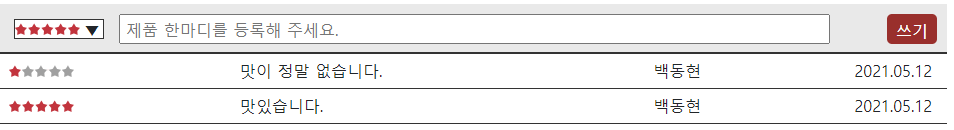 ★★★★★ ▼ 제품 한마디를 등록해 주세요. 쓰기
★★★★★ 맛이 정말 없습니다. 백동현 2021.05.12
★★★★★ 맛있습니다. 백동현 2021.05.12